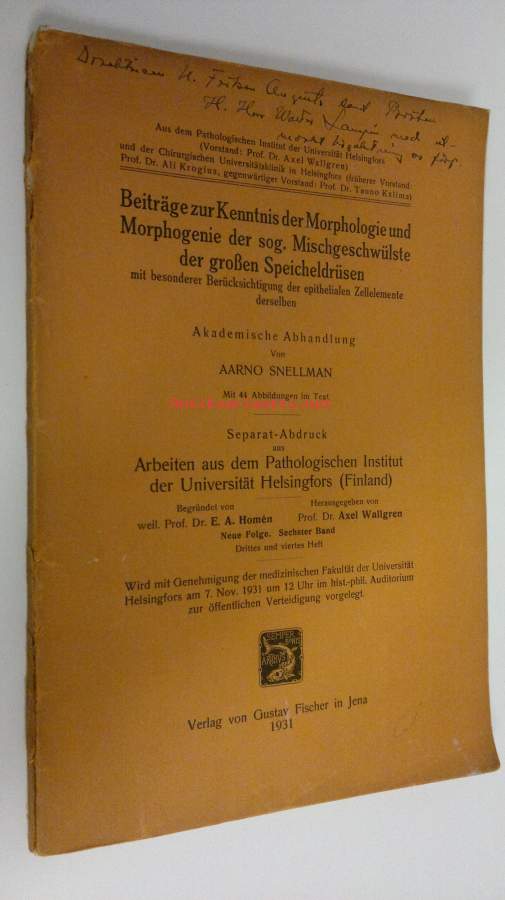 H. Herr
Aus dem Pathologischen Institut der Universität Helsingfors
(Vorstand: Prof. Dr. Axel Wallgren)
und der Chirurgischen Universitätsklinik in Helsingfors (früherer Vorstand:
Prof. Dr. Ali Krogius, gegenwärtiger Vorstand: Prof. Dr. Yauno Kalima)
Beiträge zur Kenntnis der Morphologie und
Morphogenie der sog. Mischgeschwülste
der großen Speicheldrüsen
mit besonderer Berücksichtigung der epithelialen Zellelemente
derselben
Akademische Abhandlung
Von
AARNO SNELLMAN
Mit 44 Abbildungen im Text
Separat-Abdruck
aus
Arbeiten aus dem Pathologischen Institut
der Universität Helsingfors (Finland)
Begründet von
weil. Prof. Dr. E. A. Homén
Herausgegeben von
Prof. Dr. Axel Wallgren
Neue Folge. Sechster Band
Drittes und viertes Heft
Wird mit Genehmigung der medizinischen Fakultät der Universität
Helsingfors am 7. Nov. 1931 um 12 Uhr im hist.-phil. Auditorium
zur öffentlichen Verteidigung vorgelegt.
SEMPER
BONIS
ARTIBUS
Verlag von Gustav Fischer in Jena
1931